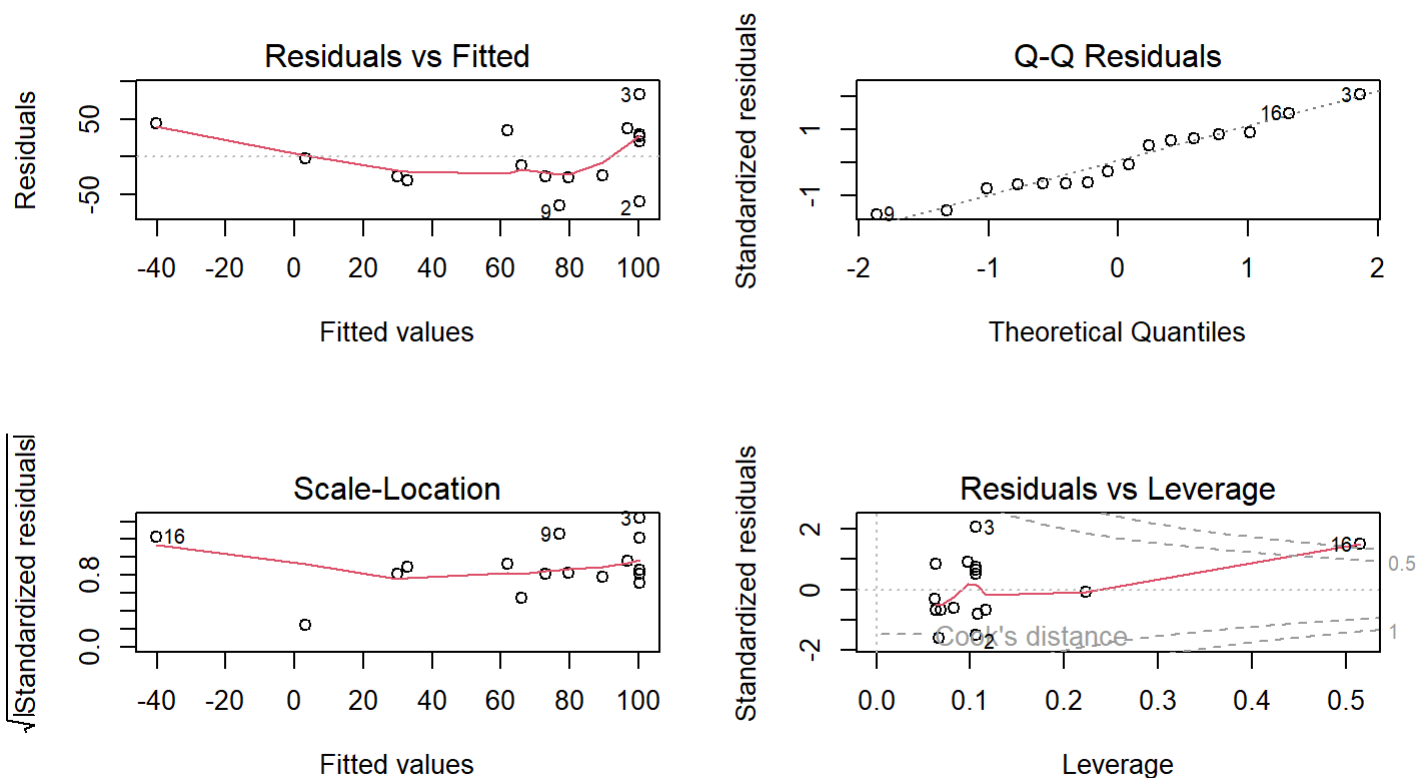 Residuals vs Fitted
Residuals
50
-50
3
9
2
-40 -20 0 20 40 60 80 100
Fitted values
Q-Q Residuals
Standardized residuals
1
-1
9
16
3
-2 -1 0 1 2
Theoretical Quantiles
Scale-Location
√|Standardized residuals|
0.8
0.0
16
9
3
-40 -20 0 20 40 60 80 100
Fitted values
Residuals vs Leverage
Standardized residuals
2
0
-2
3
16
2
Cook's distance
0.5
1
0.0 0.1 0.2 0.3 0.4 0.5
Leverage